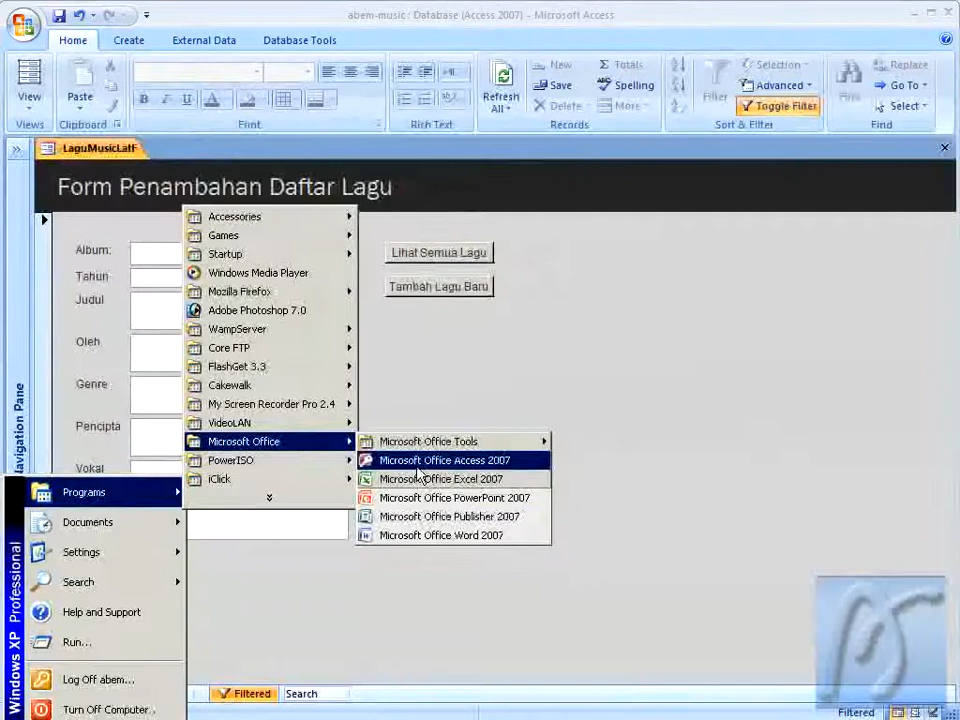 abem-music : Database (Access 2007) - Microsoft Access
Home
Create
External Data
Database Tools
View
Paste
B I U A
New
Save
Delete
Totals
Spelling
More
Refresh
All
Filter
Selection
Advanced
Toggle Filter
Find
Replace
Go To
Select
Views
Clipboard
Font
Rich Text
Records
Sort & Filter
Find
LaguMusicLatF
Form Penambahan Daftar Lagu
Album:
Tahun
Judul
Oleh
Genre
Pencipta
Vokal
Lihat Semua Lagu
Tambah Lagu Baru
Navigation Pane
Accessories
Games
Startup
Windows Media Player
Mozilla Firefox
Adobe Photoshop 7.0
WampServer
Core FTP
FlashGet 3.3
Cakewalk
My Screen Recorder Pro 2.4
VideoLAN
Microsoft Office
PowerISO
iClick
Microsoft Office Tools
Microsoft Office Access 2007
Microsoft Office Excel 2007
Microsoft Office PowerPoint 2007
Microsoft Office Publisher 2007
Microsoft Office Word 2007
Programs
Documents
Settings
Search
Help and Support
Run...
Log Off abem...
Turn Off Computer...
Windows XP Professional
Filtered
Search
Filtered